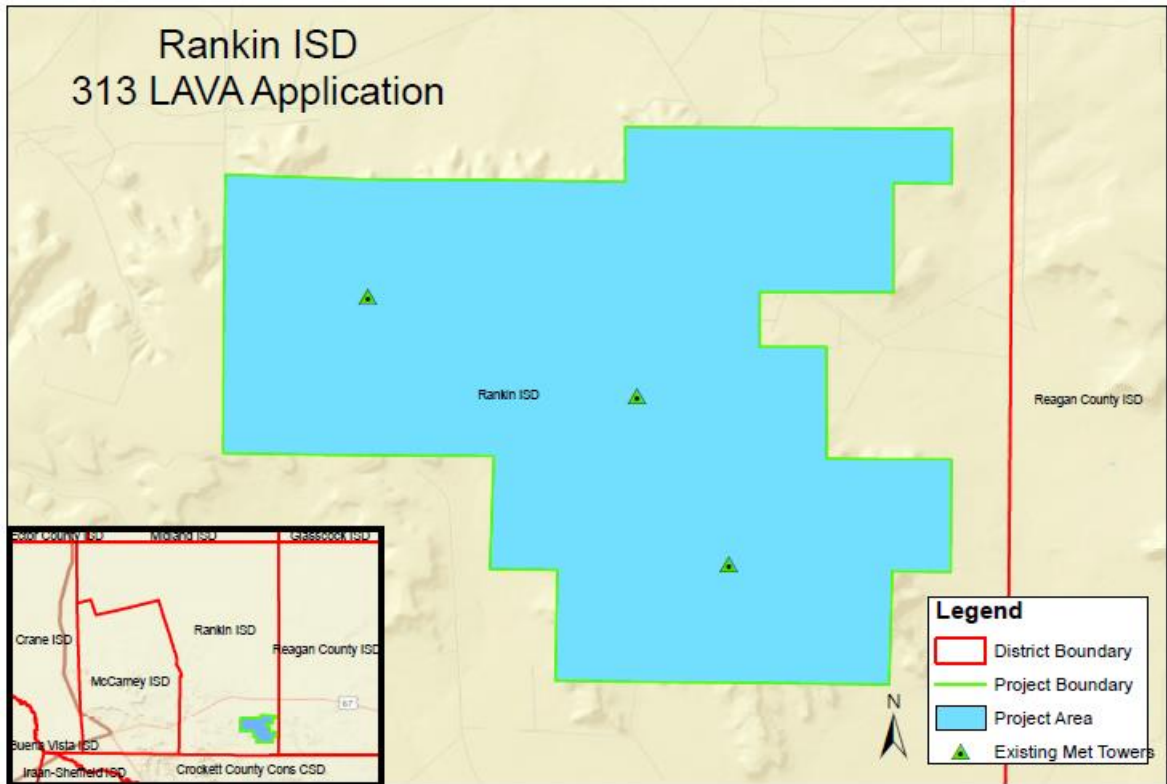 Rankin ISD
313 LAVA Application
Rankin ISD
Reagan County ISD
Ector County ISD
Midland ISD
Glasscock ISD
Crane ISD
Rankin ISD
Reagan County ISD
McCamey ISD
67
Buena Vista ISD
Iraan-Sheffield ISD
Crockett County Cons CSD
N
Legend
District Boundary
Project Boundary
Project Area
Existing Met Towers